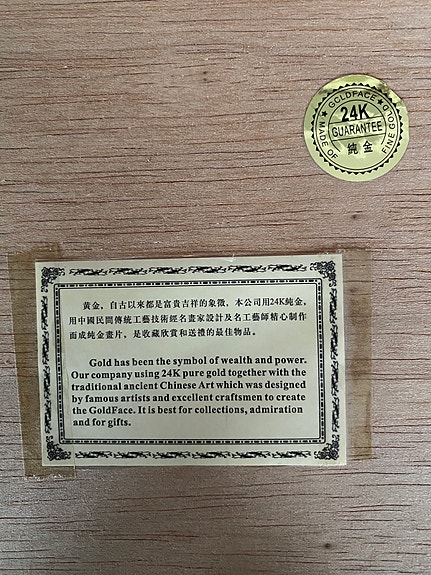 GOLDFACE
24K
GUARANTEE
MADE OF FINE GOLD
純金
黃金，自古以來都是富貴吉祥的象徵，本公司用24K純金，
用中國民間傳統工藝技術經名畫家設計及名工藝師精心制作
而成純金畫片，是收藏欣賞和送禮的最佳物品。
Gold has been the symbol of wealth and power.
Our company using 24K pure gold together with the
traditional ancient Chinese Art which was designed
by famous artists and excellent craftsmen to create
the GoldFace. It is best for collections, admiration
and for gifts.